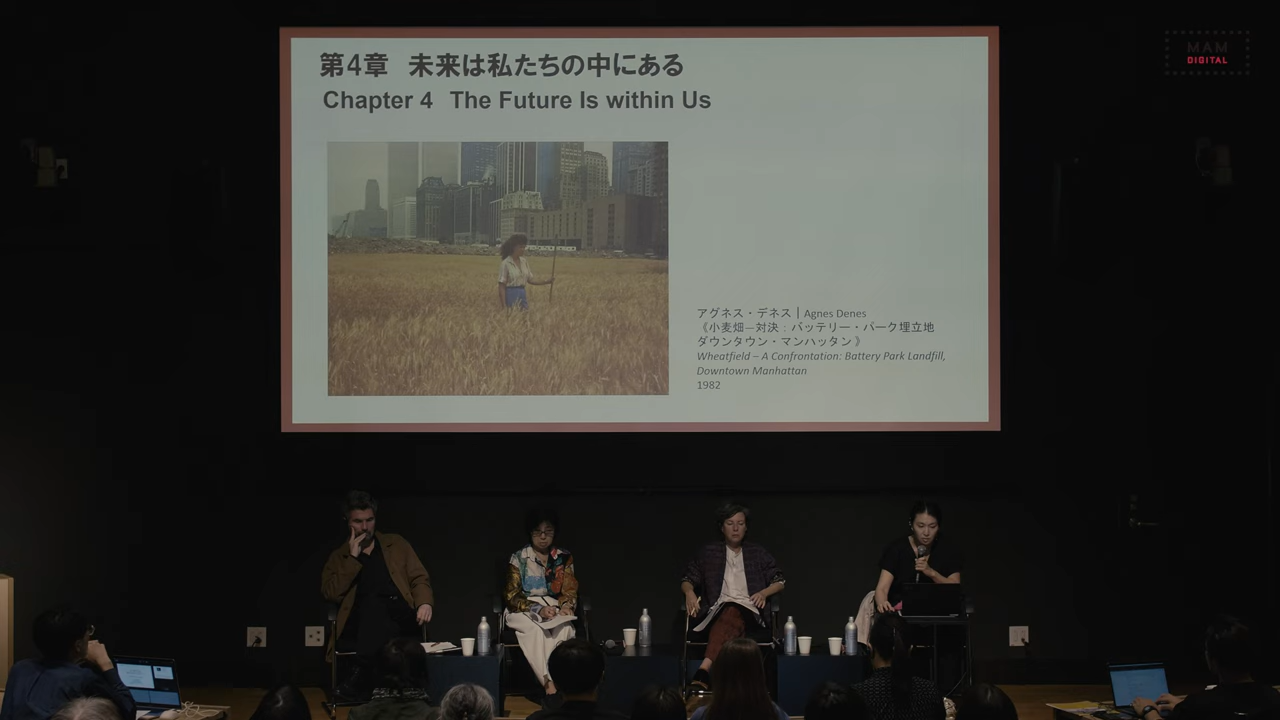 第4章 未来は私たちの中にある
Chapter 4 The Future Is within Us
アグネス・デネス | Agnes Denes
《小麦畑—対決：バッテリー・パーク埋立地
ダウンタウン・マンハッタン》
Wheatfield – A Confrontation: Battery Park Landfill,
Downtown Manhattan
1982
MAM
DIGITAL